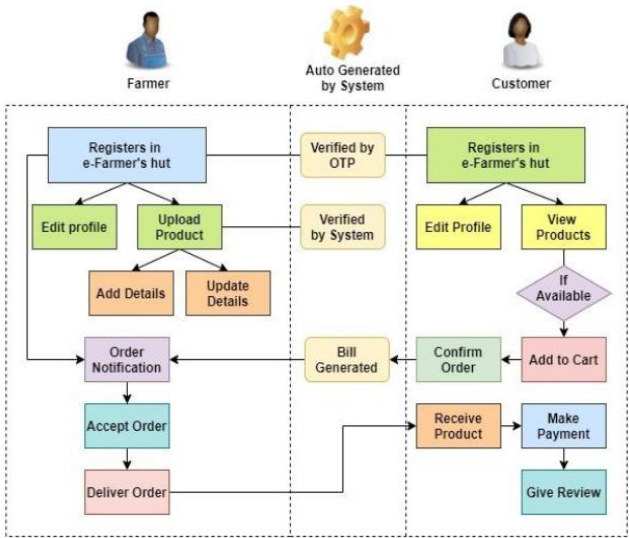 Farmer
Auto Generated
by System
Customer
Registers in
e-Farmer's hut
Verified by
OTP
Registers in
e-Farmer's hut
Edit profile
Upload
Product
Verified
by System
Edit Profile
View
Products
Add Details
Update
Details
If
Available
Order
Notification
Bill
Generated
Confirm
Order
Add to Cart
Accept Order
Receive
Product
Make
Payment
Deliver Order
Give Review